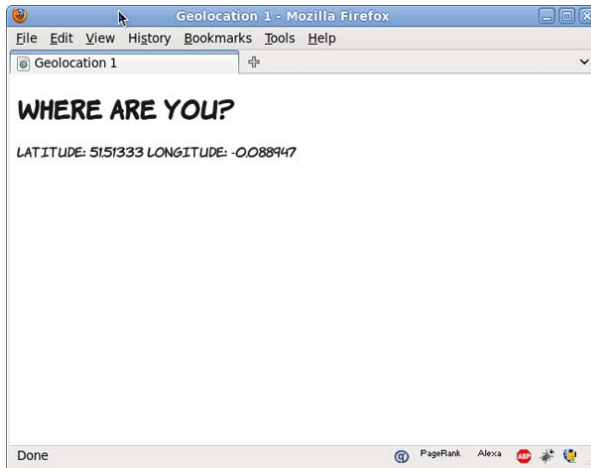 Geolocation 1 - Mozilla Firefox
File Edit View History Bookmarks Tools Help
Geolocation 1
WHERE ARE YOU?
LATITUDE: 51.51333 LONGITUDE: -0.088947
Done PageRank Alexa ABP